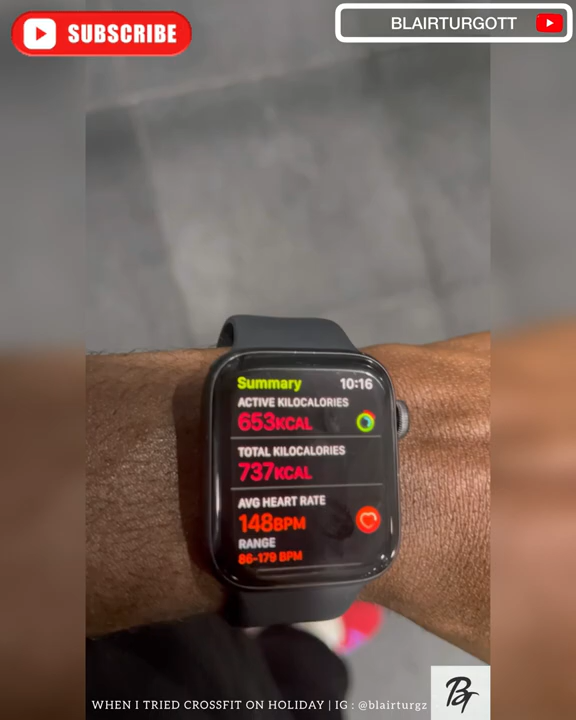 SUBSCRIBE
BLAIRTURGOTT
Summary 10:16
ACTIVE KILOCALORIES
653KCAL
TOTAL KILOCALORIES
737KCAL
AVG HEART RATE
148BPM
RANGE
86-179 BPM
WHEN I TRIED CROSSFIT ON HOLIDAY | IG : @blairturgz
BT